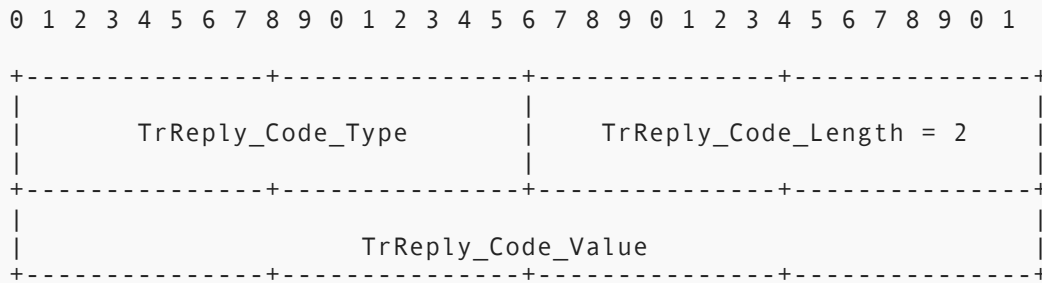 0 1 2 3 4 5 6 7 8 9 0 1 2 3 4 5 6 7 8 9 0 1 2 3 4 5 6 7 8 9 0 1
+---------------+---------------+---------------+---------------+
| | |
| TrReply_Code_Type | TrReply_Code_Length = 2 |
| | |
+---------------+---------------+---------------+---------------+
| |
| TrReply_Code_Value |
+---------------+---------------+---------------+---------------+